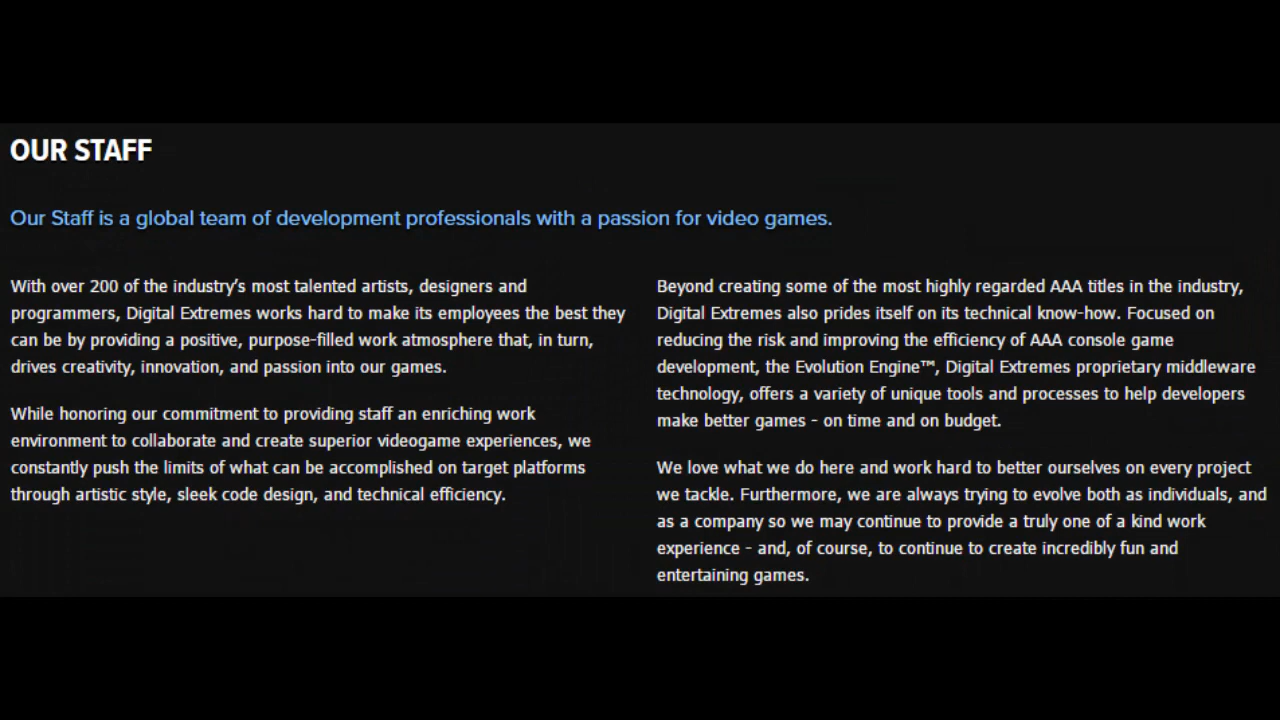 OUR STAFF
Our Staff is a global team of development professionals with a passion for video games.
With over 200 of the industry's most talented artists, designers and
programmers, Digital Extremes works hard to make its employees the best they
can be by providing a positive, purpose-filled work atmosphere that, in turn,
drives creativity, innovation, and passion into our games.
While honoring our commitment to providing staff an enriching work
environment to collaborate and create superior videogame experiences, we
constantly push the limits of what can be accomplished on target platforms
through artistic style, sleek code design, and technical efficiency.
Beyond creating some of the most highly regarded AAA titles in the industry,
Digital Extremes also prides itself on its technical know-how. Focused on
reducing the risk and improving the efficiency of AAA console game
development, the Evolution Engine™, Digital Extremes proprietary middleware
technology, offers a variety of unique tools and processes to help developers
make better games - on time and on budget.
We love what we do here and work hard to better ourselves on every project
we tackle. Furthermore, we are always trying to evolve both as individuals, and
as a company so we may continue to provide a truly one of a kind work
experience - and, of course, to continue to create incredibly fun and
entertaining games.